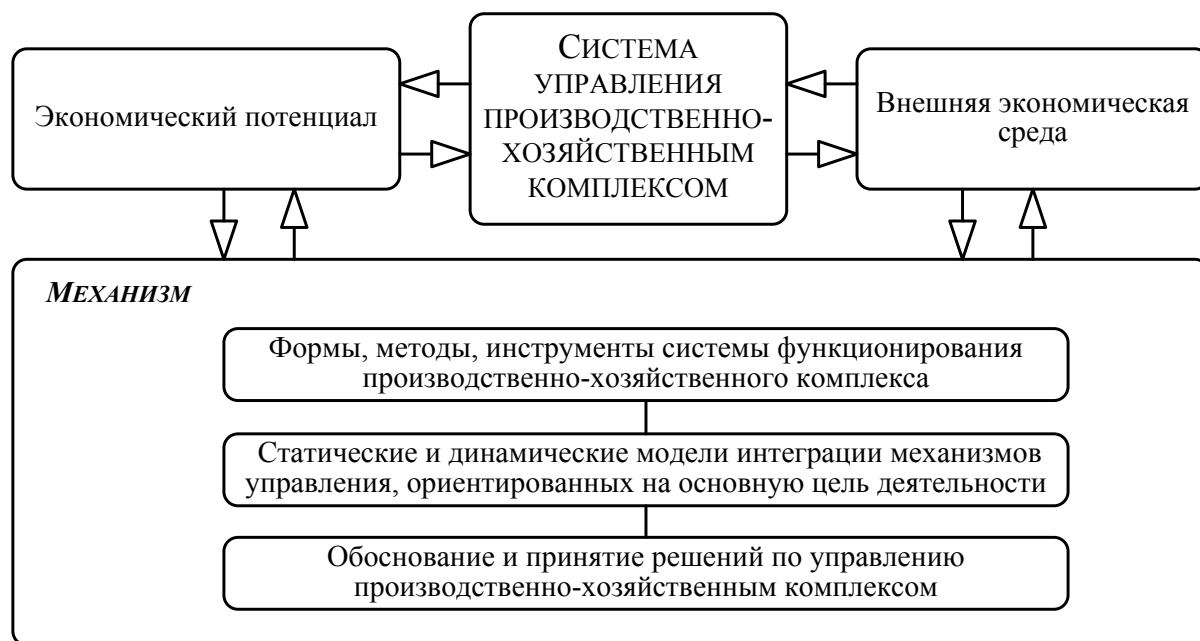 Экономический потенциал
СИСТЕМА
УПРАВЛЕНИЯ
ПРОИЗВОДСТВЕННО-
ХОЗЯЙСТВЕННЫМ
КОМПЛЕКСОМ
Внешняя экономическая
среда
МЕХАНИЗМ
Формы, методы, инструменты системы функционирования
производственно-хозяйственного комплекса
Статические и динамические модели интеграции механизмов
управления, ориентированных на основную цель деятельности
Обоснование и принятие решений по управлению
производственно-хозяйственным комплексом